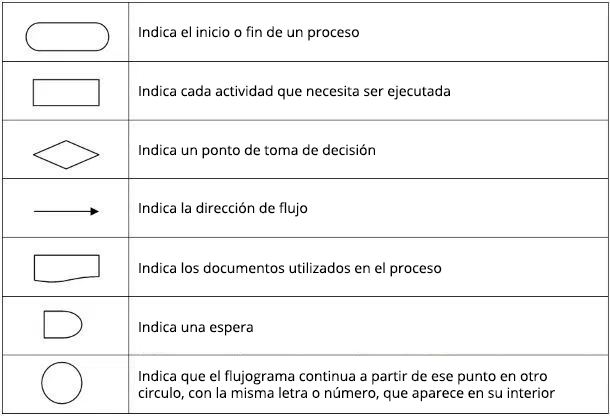 Indica el inicio o fin de un proceso
Indica cada actividad que necesita ser ejecutada
Indica un ponto de toma de decisión
Indica la dirección de flujo
Indica los documentos utilizados en el proceso
Indica una espera
Indica que el flujograma continua a partir de ese punto en otro
circulo, con la misma letra o número, que aparece en su interior